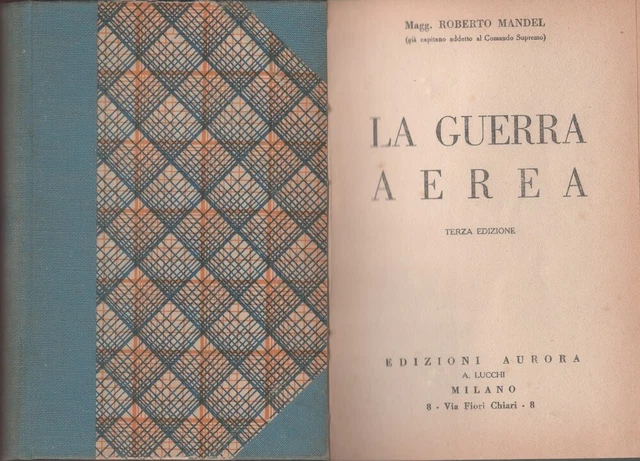 Magg. ROBERTO MANDEL
(già capitano addetto al Comando Supremo)
LA GUERRA
AEREA
TERZA EDIZIONE
EDIZIONI AURORA
A. LUCCHI
MILANO
8 - Via Fiori Chiari - 8